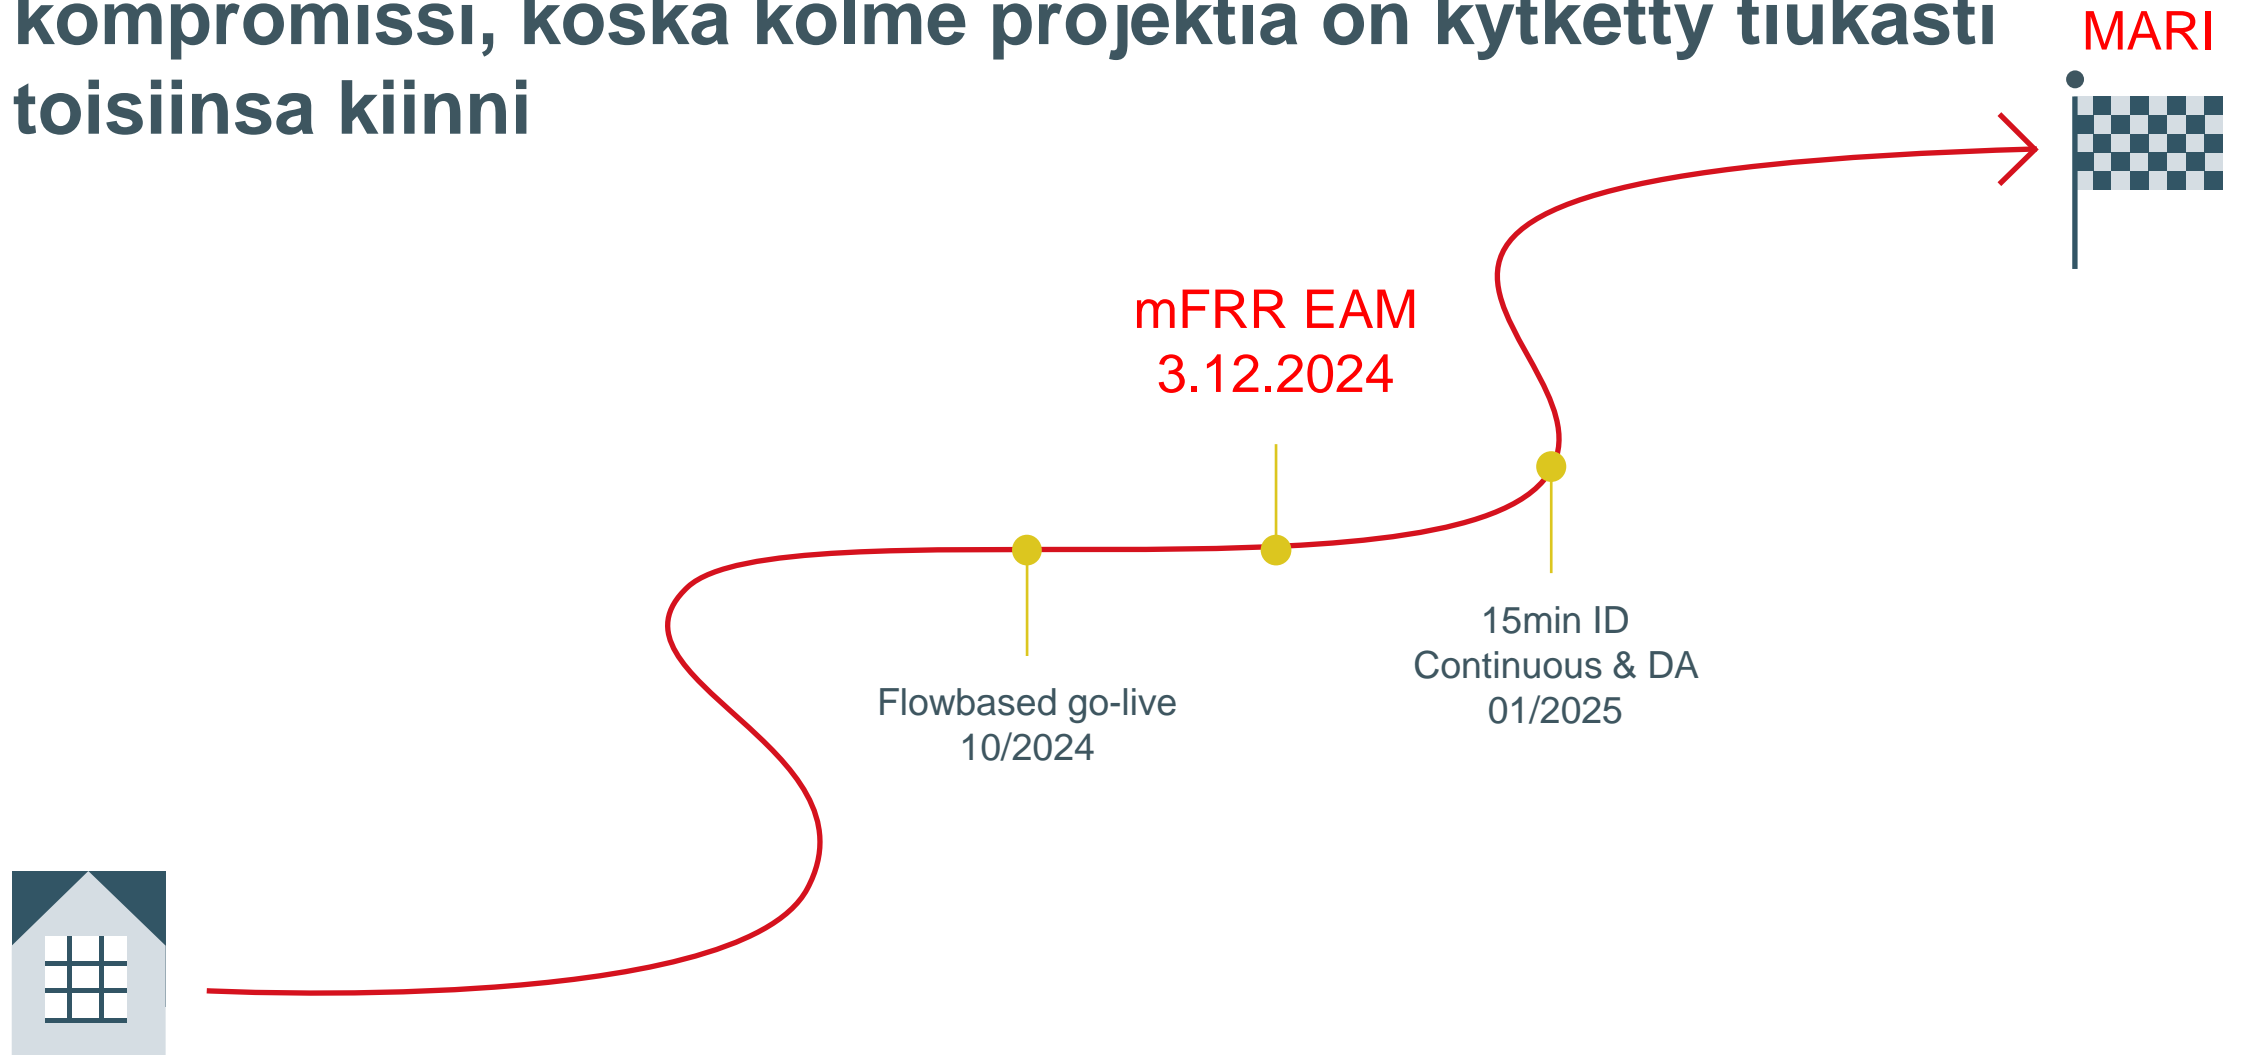 kompromissi, koska kolme projektia on kytketty tiukasti
toisiinsa kiinni
MARI
mFRR EAM
3.12.2024
15min ID
Continuous & DA
01/2025
Flowbased go-live
10/2024